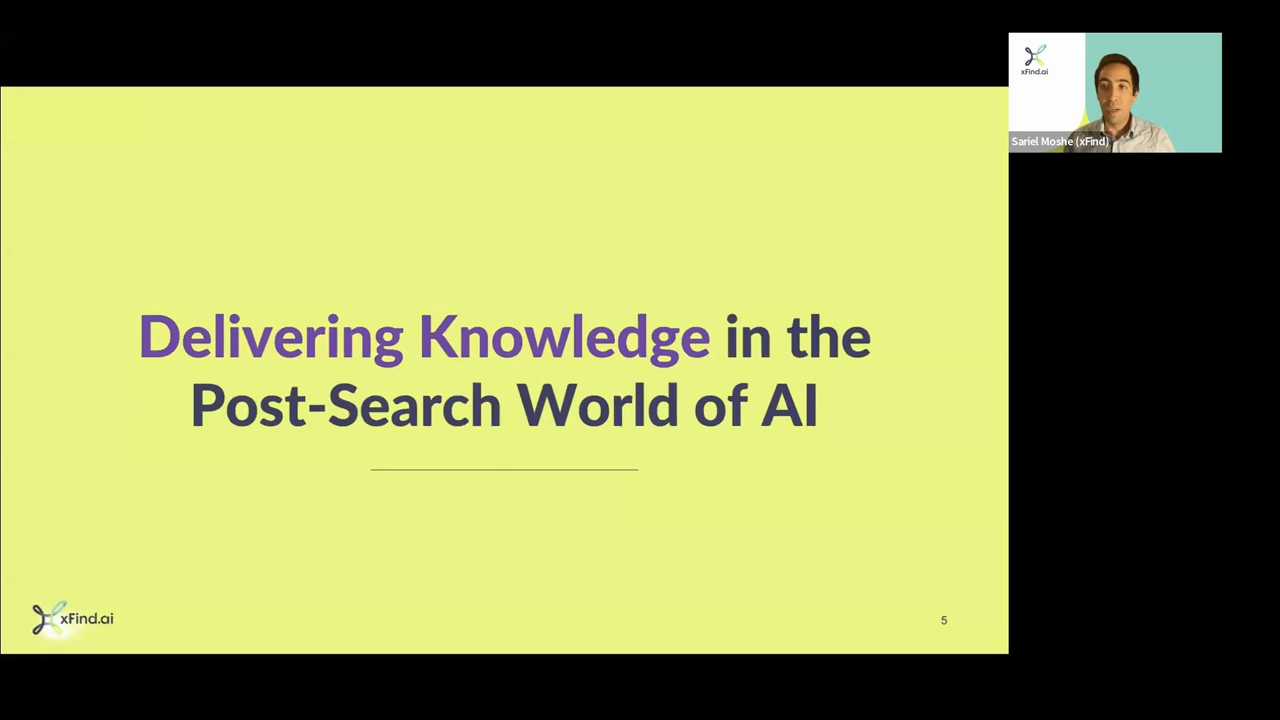 xFind.ai
Sariel Moshe (xFind)
Delivering Knowledge in the
Post-Search World of AI
xFind.ai
5